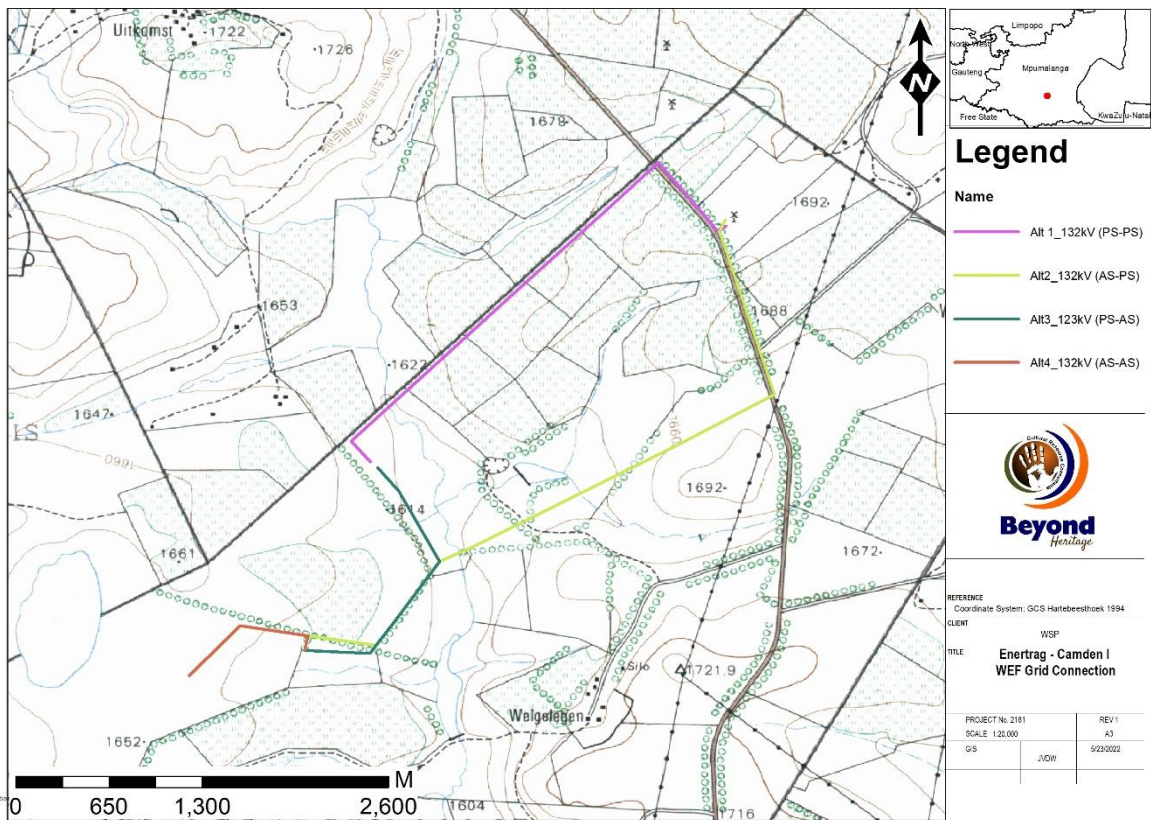 Uitkomst
1722
1726
1678
1692
1688
1653
1622
1647
1660
1660
1692
1614
1661
1672
Silo
1721.9
Welgelegen
1652
1604
1716
M
0 650 1,300 2,600
N
Limpopo
North West
Mpumalanga
Gauteng
Free State
KwaZulu-Natal
Legend
Name
Alt 1_132kV (PS-PS)
Alt2_132kV (AS-PS)
Alt3_123kV (PS-AS)
Alt4_132kV (AS-AS)
Beyond
Heritage
REFERENCE
Coordinate System: GCS Hartebeesthoek 1994
CLIENT
WSP
TITLE
Enertrag - Camden I
WEF Grid Connection
PROJECT No. 2181 REV 1
SCALE 1:20,000 A3
GIS 5/23/2022
JVDW